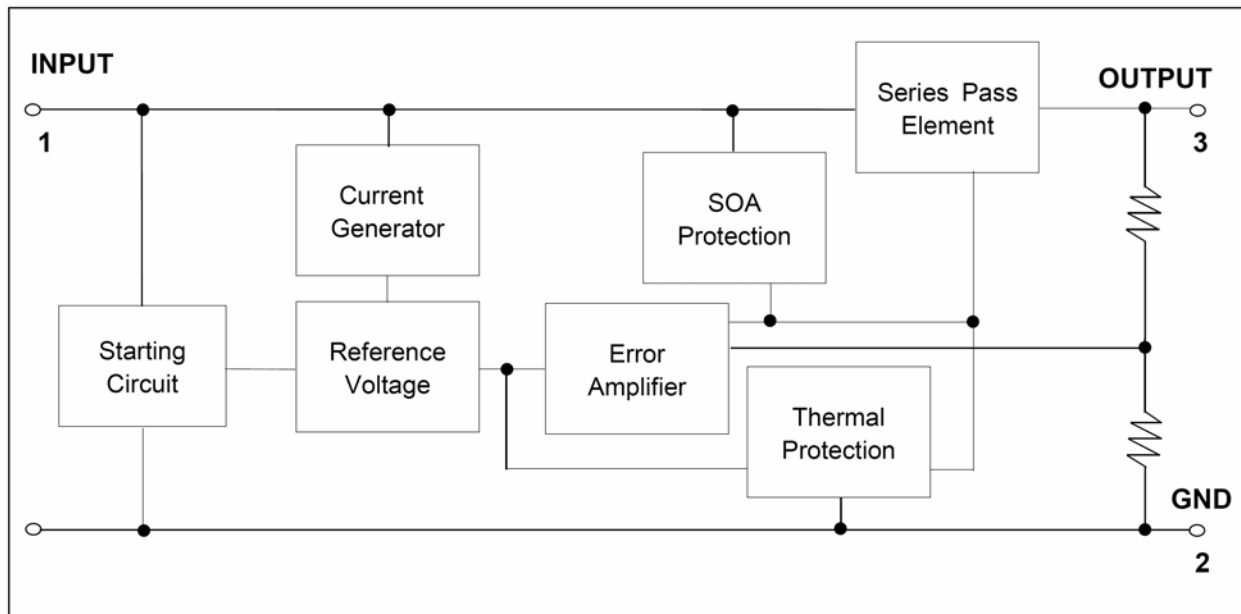 INPUT
1
Series Pass
Element
OUTPUT
3
Current
Generator
SOA
Protection
Starting
Circuit
Reference
Voltage
Error
Amplifier
Thermal
Protection
GND
2